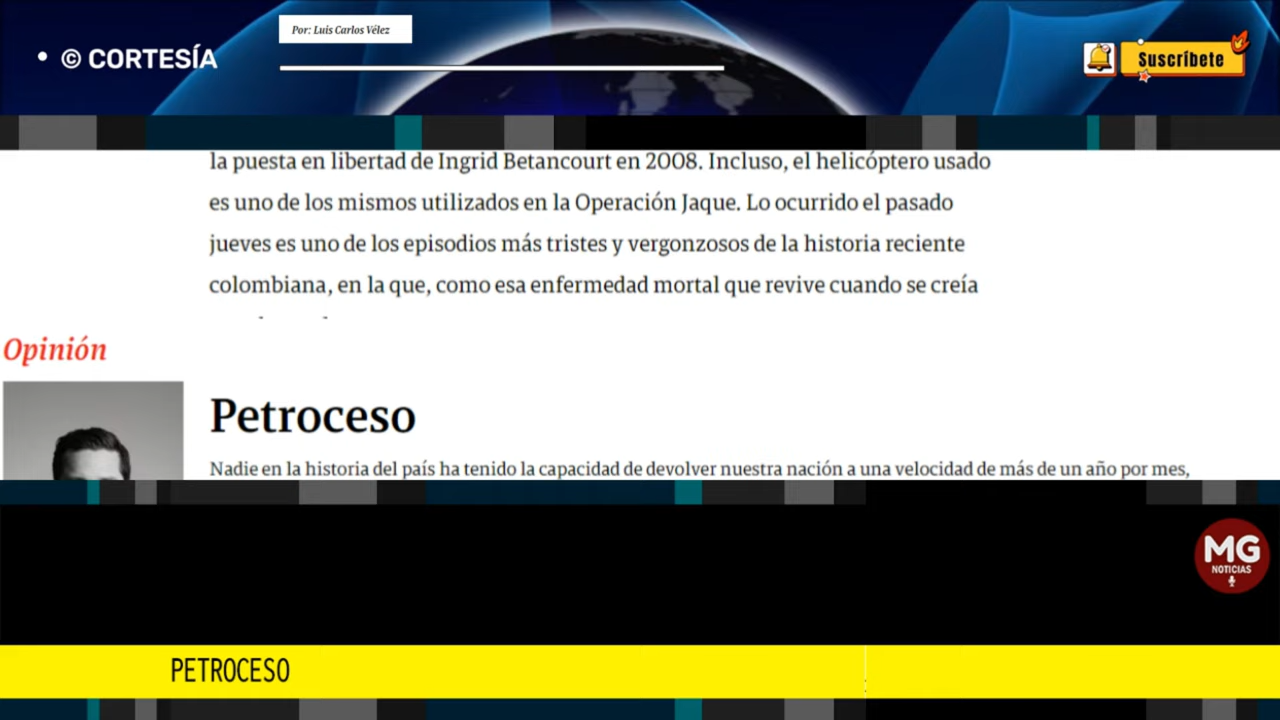 Por: Luis Carlos Vélez
• © CORTESÍA
Suscríbete
la puesta en libertad de Ingrid Betancourt en 2008. Incluso, el helicóptero usado
es uno de los mismos utilizados en la Operación Jaque. Lo ocurrido el pasado
jueves es uno de los episodios más tristes y vergonzosos de la historia reciente
colombiana, en la que, como esa enfermedad mortal que revive cuando se creía
Opinión
Petroceso
Nadie en la historia del país ha tenido la capacidad de devolver nuestra nación a una velocidad de más de un año por mes,
MG
NOTICIAS
PETROCESO